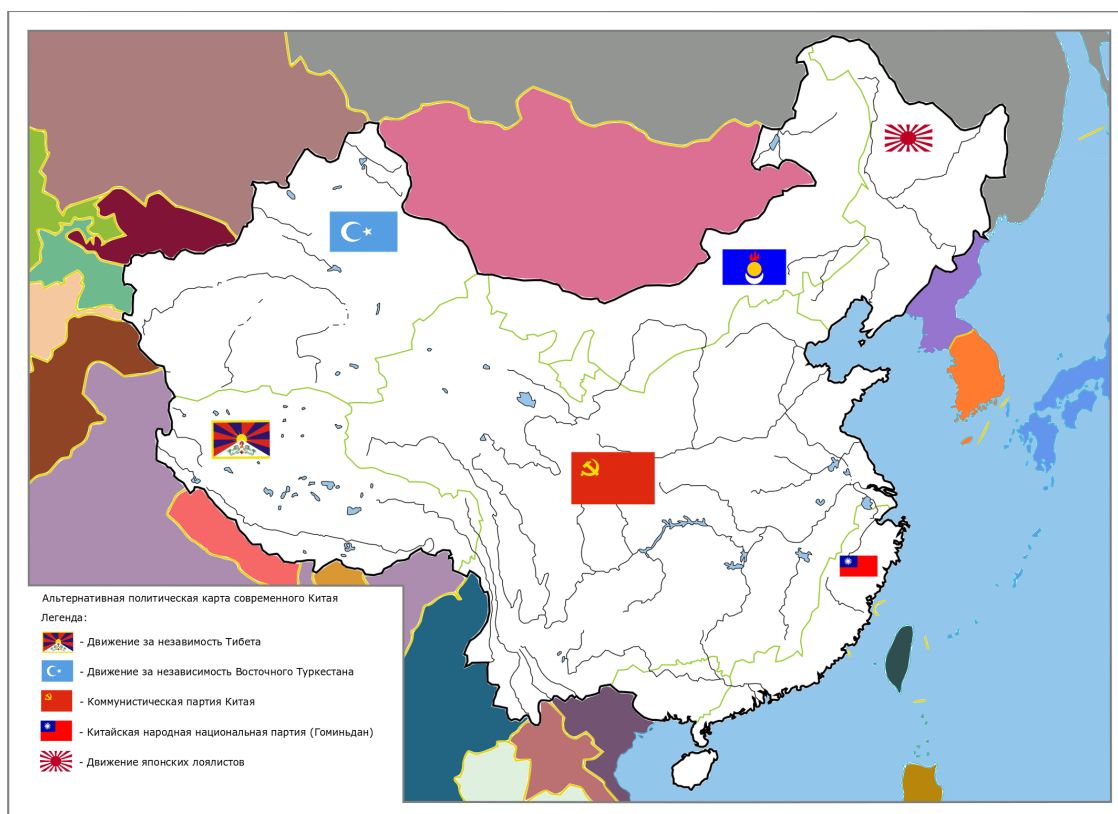 Альтернативная политическая карта современного Китая
Легенда:
- Движение за незавимость Тибета
- Движение за независимость Восточного Туркестана
- Коммунистическая партия Китая
- Китайская народная национальная партия (Гоминьдан)
- Движение японских лоялистов